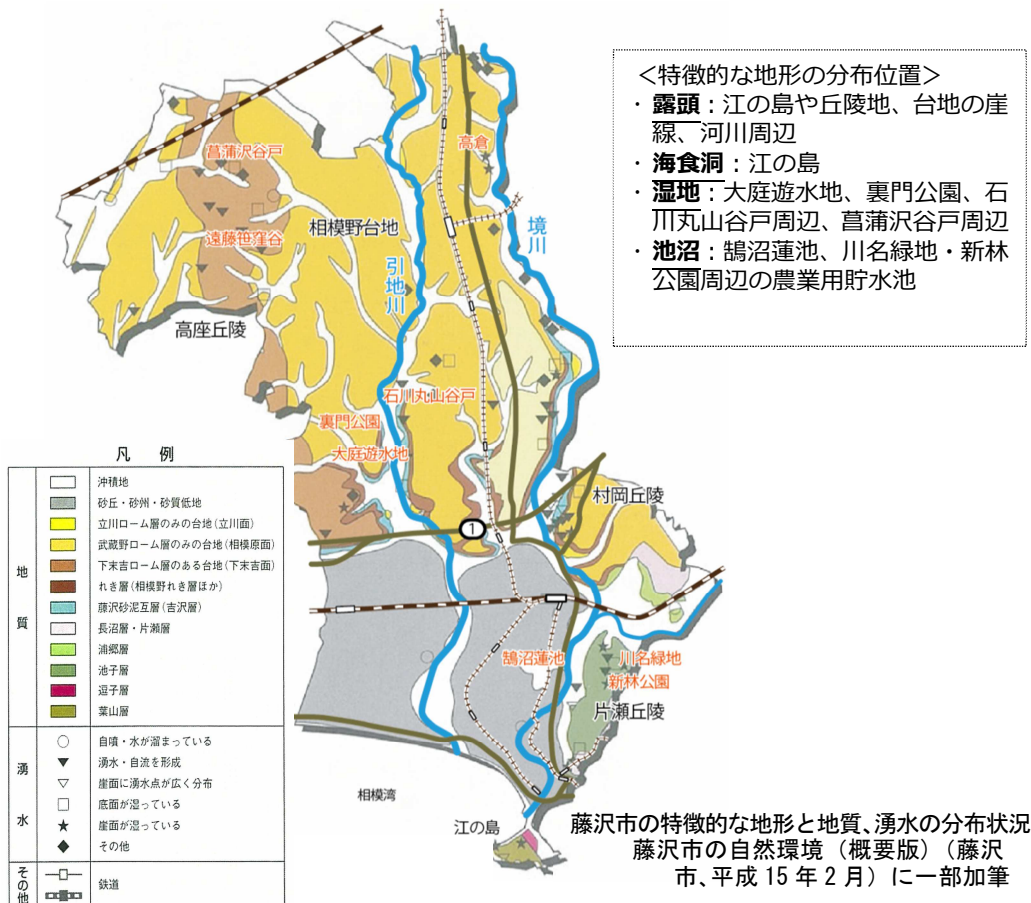 ＜特徴的な地形の分布位置＞
・露頭：江の島や丘陵地、台地の崖
線、河川周辺
・海食洞：江の島
・湿地：大庭遊水地、裏門公園、石
川丸山谷戸周辺、菖蒲沢谷戸周辺
・池沼：鵠沼蓮池、川名緑地・新林
公園周辺の農業用貯水池
高倉
菖蒲沢谷戸
相模野台地
境川
遠藤笹窪谷
引地川
高座丘陵
石川丸山谷戸
裏門公園
大庭遊水地
村岡丘陵
1
鵠沼蓮池
川名緑地
新林公園
片瀬丘陵
相模湾
江の島
凡 例
地質
沖積地
砂丘・砂州・砂質低地
立川ローム層のみの台地（立川面）
武蔵野ローム層のみの台地（相模原面）
下末吉ローム層のある台地（下末吉面）
れき層（相模野れき層ほか）
藤沢砂泥互層（吉沢層）
長沼層・片瀬層
浦郷層
池子層
逗子層
葉山層
湧水
自噴・水が溜まっている
湧水・自流を形成
崖面に湧水点が広く分布
底面が湿っている
崖面が湿っている
その他
その他
鉄道
藤沢市の特徴的な地形と地質、湧水の分布状況
藤沢市の自然環境（概要版）（藤沢
市、平成15年2月）に一部加筆